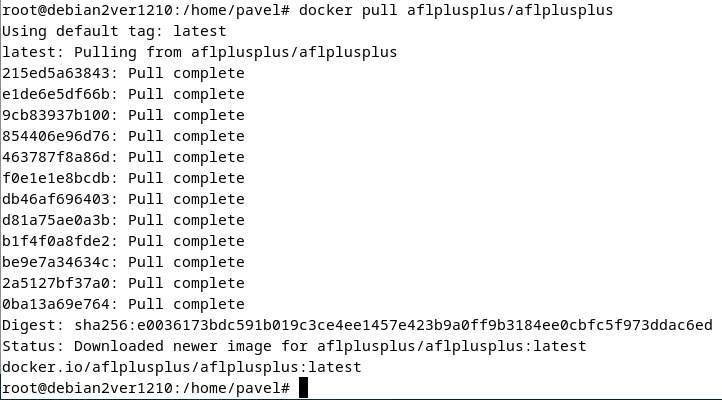 root@debian2ver1210:/home/pavel# docker pull aflplusplus/aflplusplus
Using default tag: latest
latest: Pulling from aflplusplus/aflplusplus
215ed5a63843: Pull complete
e1de6e5df66b: Pull complete
9cb83937b100: Pull complete
854406e96d76: Pull complete
463787f8a86d: Pull complete
f0e1e1e8bcdb: Pull complete
db46af696403: Pull complete
d81a75ae0a3b: Pull complete
b1f4f0a8fde2: Pull complete
be9e7a34634c: Pull complete
2a5127bf37a0: Pull complete
0ba13a69e764: Pull complete
Digest: sha256:e0036173bdc591b019c3ce4ee1457e423b9a0ff9b3184ee0cbfc5f973ddac6ed
Status: Downloaded newer image for aflplusplus/aflplusplus:latest
docker.io/aflplusplus/aflplusplus:latest
root@debian2ver1210:/home/pavel#